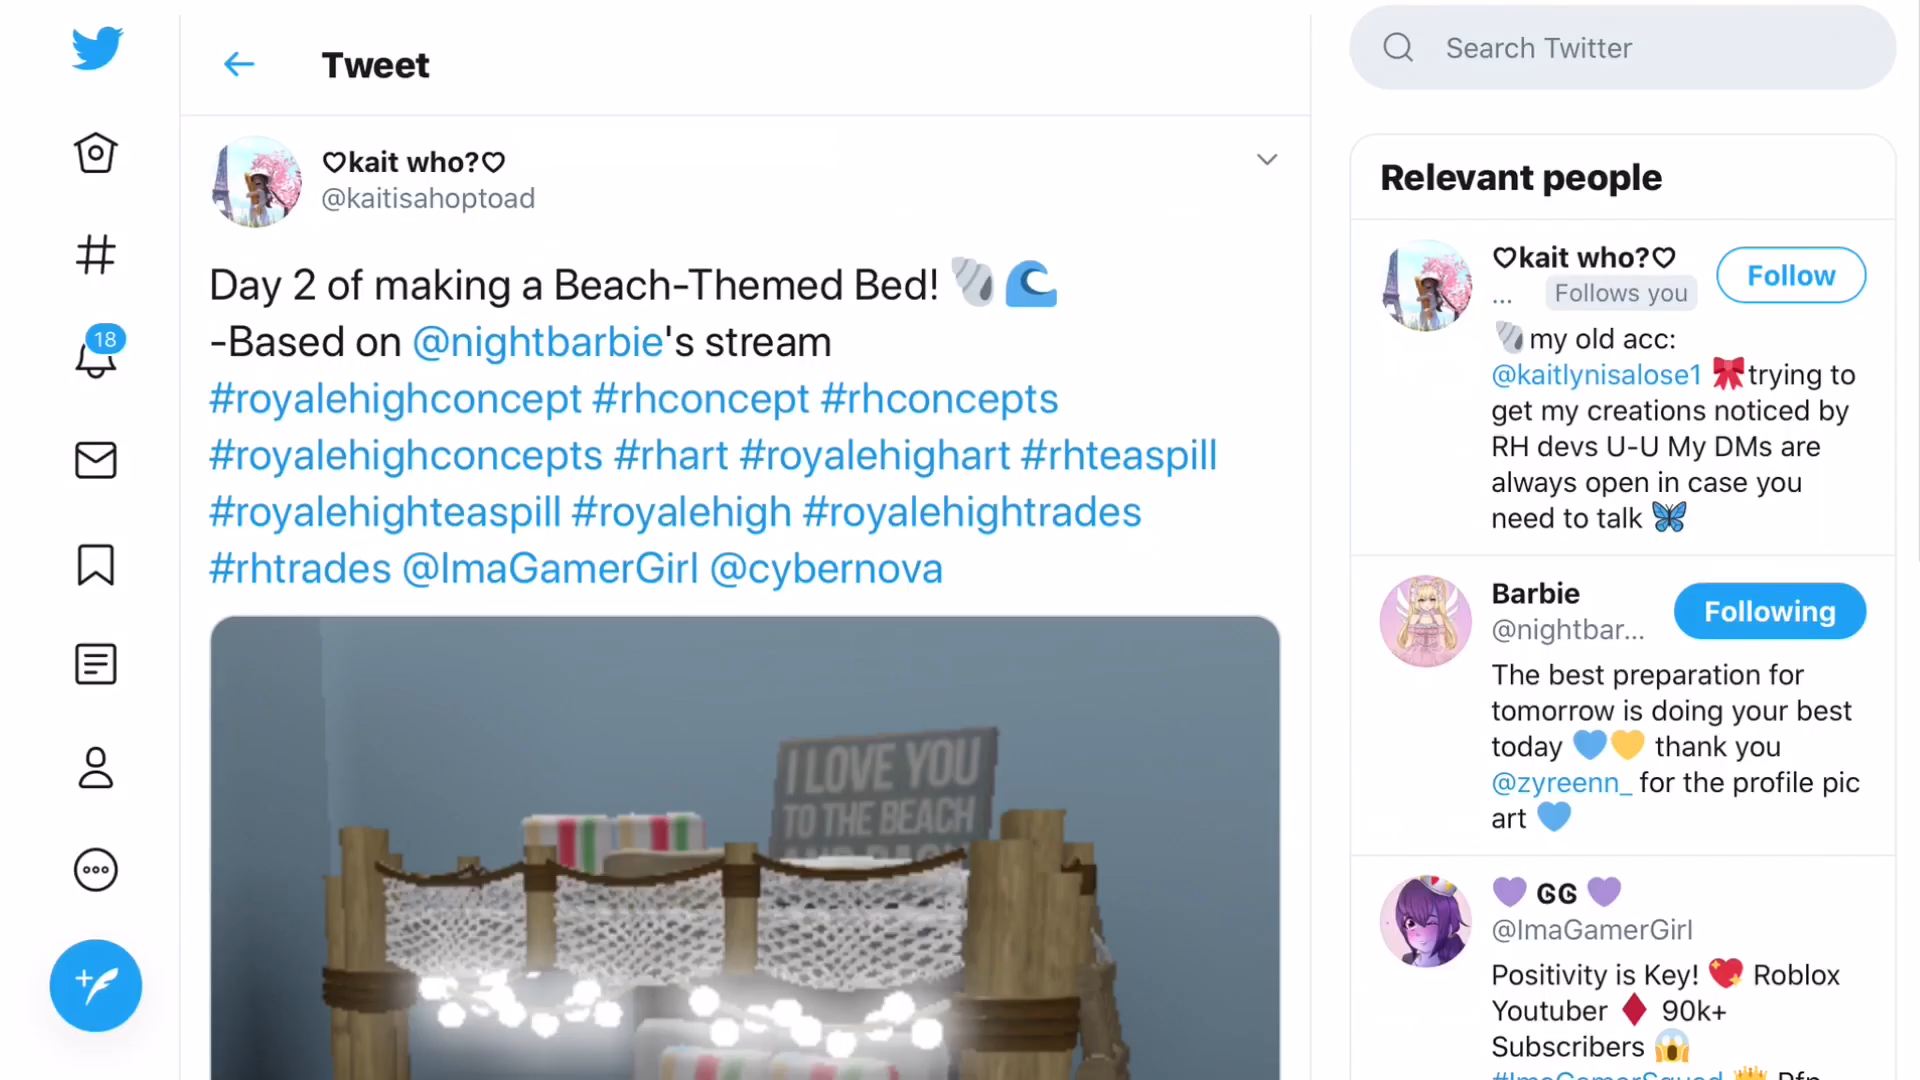 Tweet
Search Twitter
18
♡kait who?♡
@kaitisahoptoad
Day 2 of making a Beach-Themed Bed! 🐚🌊
-Based on @nightbarbie's stream
#royalehighconcept #rhconcept #rhconcepts
#royalehighconcepts #rhart #royalehighart #rhteaspill
#royalehighteaspill #royalehigh #royalehightrades
#rhtrades @ImaGamerGirl @cybernova
I LOVE YOU
TO THE BEACH
AND BACK
Relevant people
♡kait who?♡
... Follows you
Follow
🐚my old acc:
@kaitlynisalose1 🎀trying to
get my creations noticed by
RH devs U-U My DMs are
always open in case you
need to talk 🦋
Barbie
@nightbar...
Following
The best preparation for
tomorrow is doing your best
today 💙💛 thank you
@zyreenn_ for the profile pic
art 💙
💜 GG 💜
@ImaGamerGirl
Positivity is Key! 💖 Roblox
Youtuber ♦️ 90k+
Subscribers 😱
#ImaGamerSquad 👑 Pfp